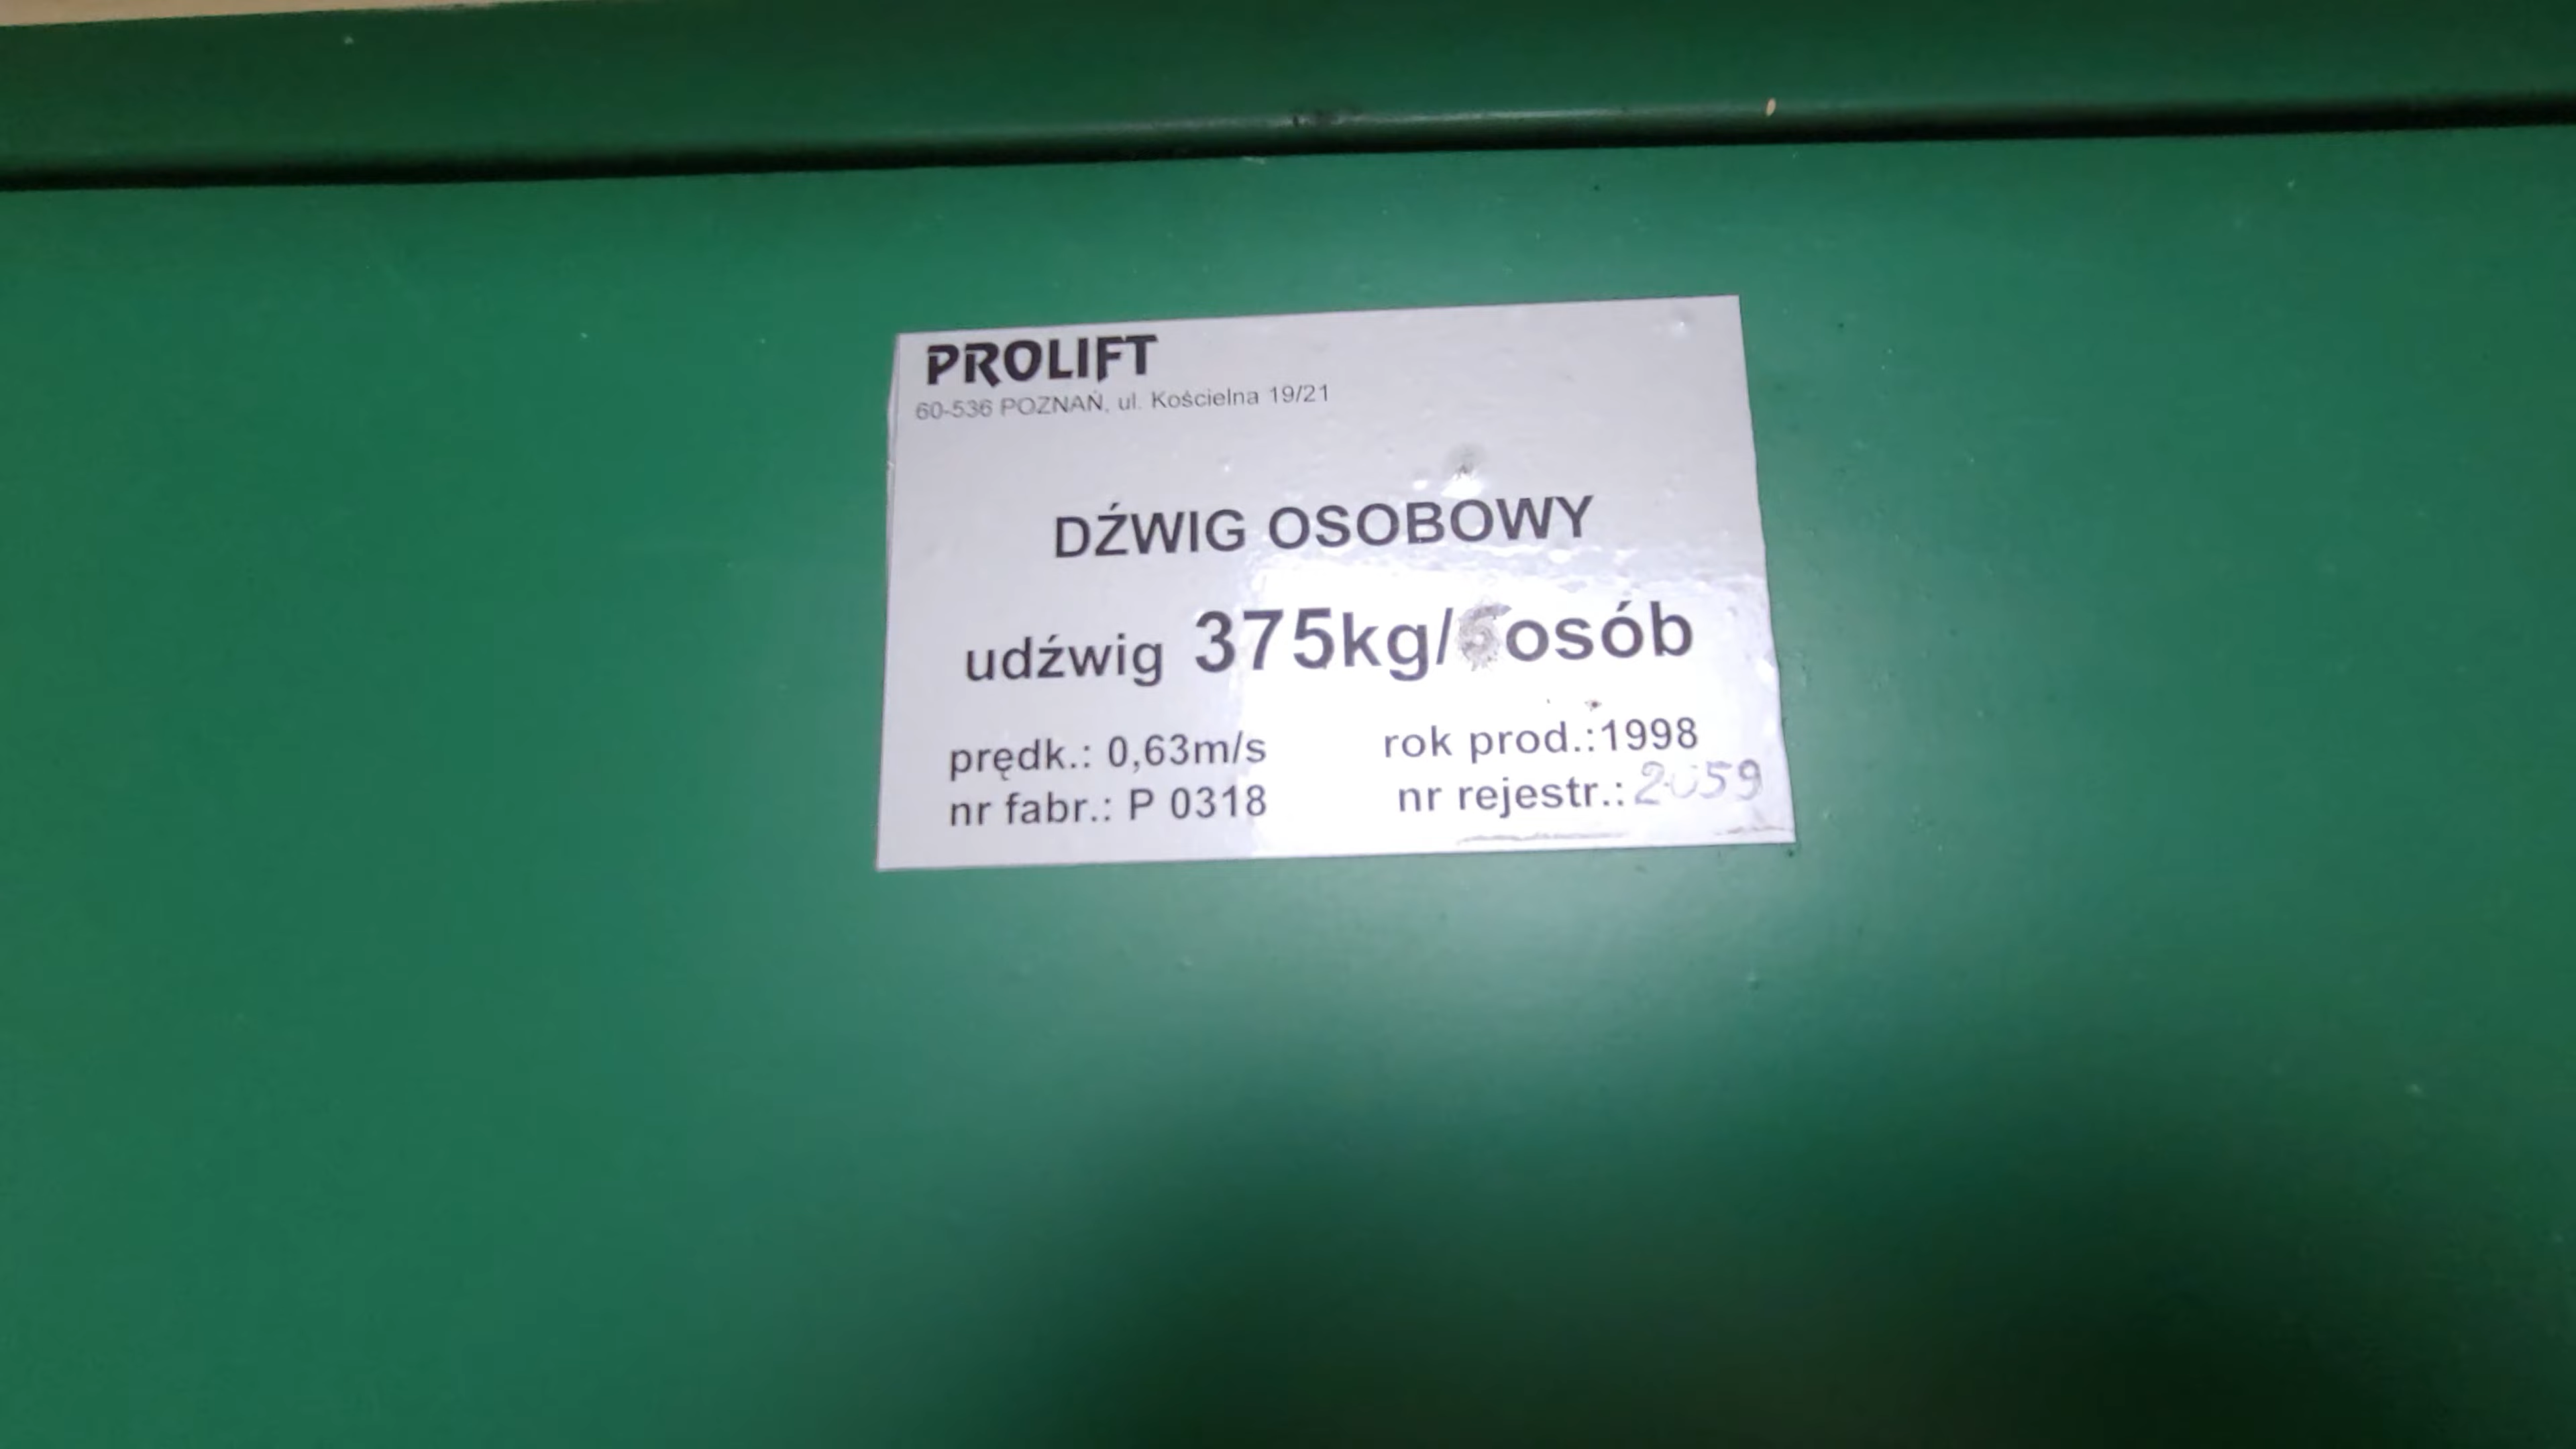 PROLIFT
60-536 POZNAŃ, ul. Kościelna 19/21
DŹWIG OSOBOWY
udźwig 375kg/5osób
prędk.: 0,63m/s rok prod.:1998
nr fabr.: P 0318 nr rejestr.: 2059